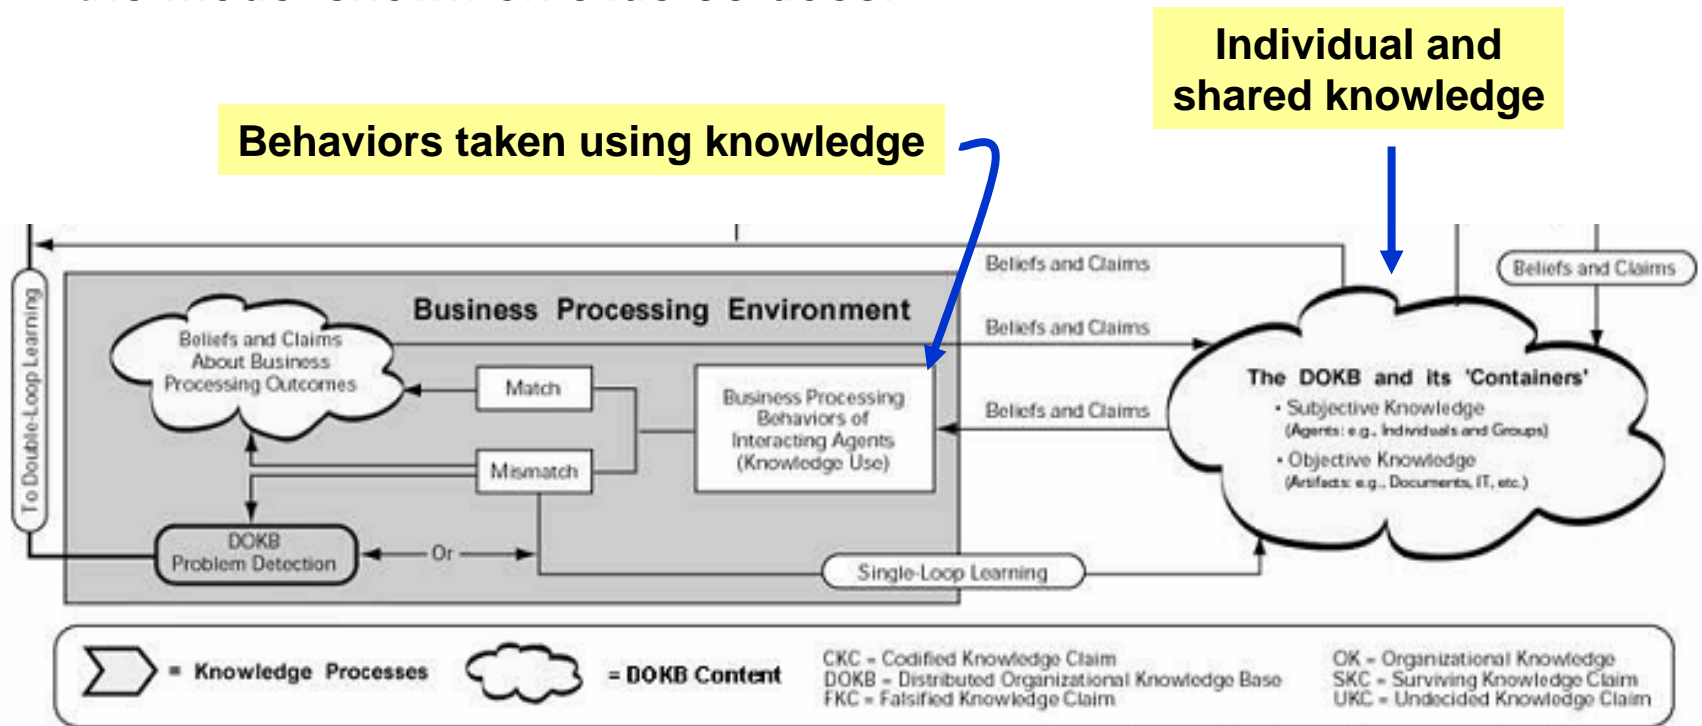 Individual and
shared knowledge
Behaviors taken using knowledge
Beliefs and Claims
Beliefs and Claims
To Double-Loop Learning
Business Processing Environment
Beliefs and Claims
About Business
Processing Outcomes
Beliefs and Claims
Match
Business Processing
Behaviors of
Interacting Agents
(Knowledge Use)
Beliefs and Claims
The DOKB and its 'Containers'
• Subjective Knowledge
(Agents: e.g., Individuals and Groups)
• Objective Knowledge
(Artifacts: e.g., Documents, IT, etc.)
Mismatch
DOKB
Problem Detection
Or
Single-Loop Learning
= Knowledge Processes
= DOKB Content
CKC = Codified Knowledge Claim
DOKB = Distributed Organizational Knowledge Base
FKC = Falsified Knowledge Claim
OK = Organizational Knowledge
SKC = Surviving Knowledge Claim
UKC = Undecided Knowledge Claim